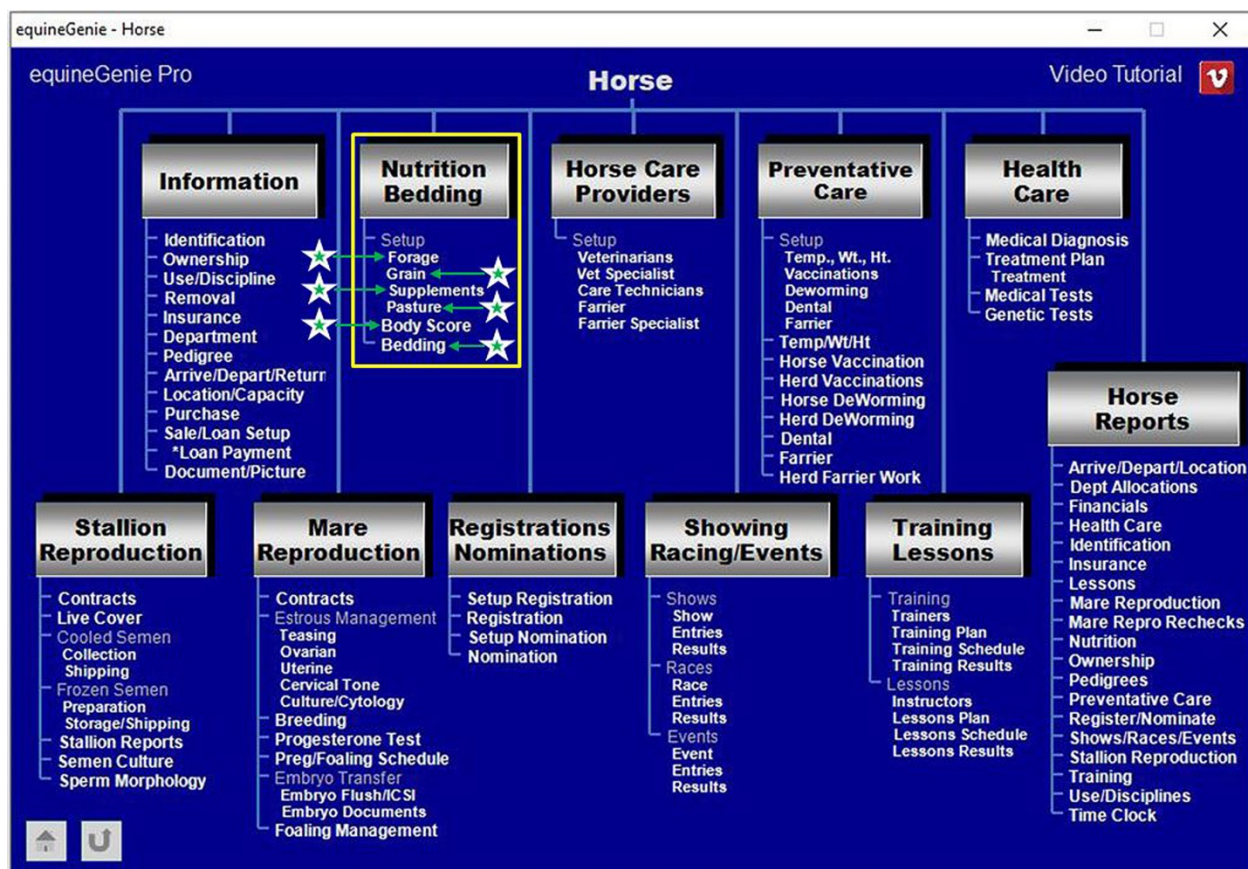 equineGenie - Horse
equineGenie Pro
Horse
Video Tutorial
Information
Identification
Ownership
Use/Discipline
Removal
Insurance
Department
Pedigree
Arrive/Depart/Return
Location/Capacity
Purchase
Sale/Loan Setup
*Loan Payment
Document/Picture
Nutrition
Bedding
Setup
Forage
Grain
Supplements
Pasture
Body Score
Bedding
Horse Care
Providers
Setup
Veterinarians
Vet Specialist
Care Technicians
Farrier
Farrier Specialist
Preventative
Care
Setup
Temp., Wt., Ht.
Vaccinations
Deworming
Dental
Farrier
Temp/Wt/Ht
Horse Vaccination
Herd Vaccinations
Horse DeWorming
Herd DeWorming
Dental
Farrier
Herd Farrier Work
Health
Care
Medical Diagnosis
Treatment Plan
Treatment
Medical Tests
Genetic Tests
Horse
Reports
Arrive/Depart/Location
Dept Allocations
Financials
Health Care
Identification
Insurance
Lessons
Mare Reproduction
Mare Repro Rechecks
Nutrition
Ownership
Pedigrees
Preventative Care
Register/Nominate
Shows/Races/Events
Stallion Reproduction
Training
Use/Disciplines
Time Clock
Stallion
Reproduction
Contracts
Live Cover
Cooled Semen
Collection
Shipping
Frozen Semen
Preparation
Storage/Shipping
Stallion Reports
Semen Culture
Sperm Morphology
Mare
Reproduction
Contracts
Estrous Management
Teasing
Ovarian
Uterine
Cervical Tone
Culture/Cytology
Breeding
Progesterone Test
Preg/Foaling Schedule
Embryo Transfer
Embryo Flush/ICSI
Embryo Documents
Foaling Management
Registrations
Nominations
Setup Registration
Registration
Setup Nomination
Nomination
Showing
Racing/Events
Shows
Show
Entries
Results
Races
Race
Entries
Results
Events
Event
Entries
Results
Training
Lessons
Training
Trainers
Training Plan
Training Schedule
Training Results
Lessons
Instructors
Lessons Plan
Lessons Schedule
Lessons Results